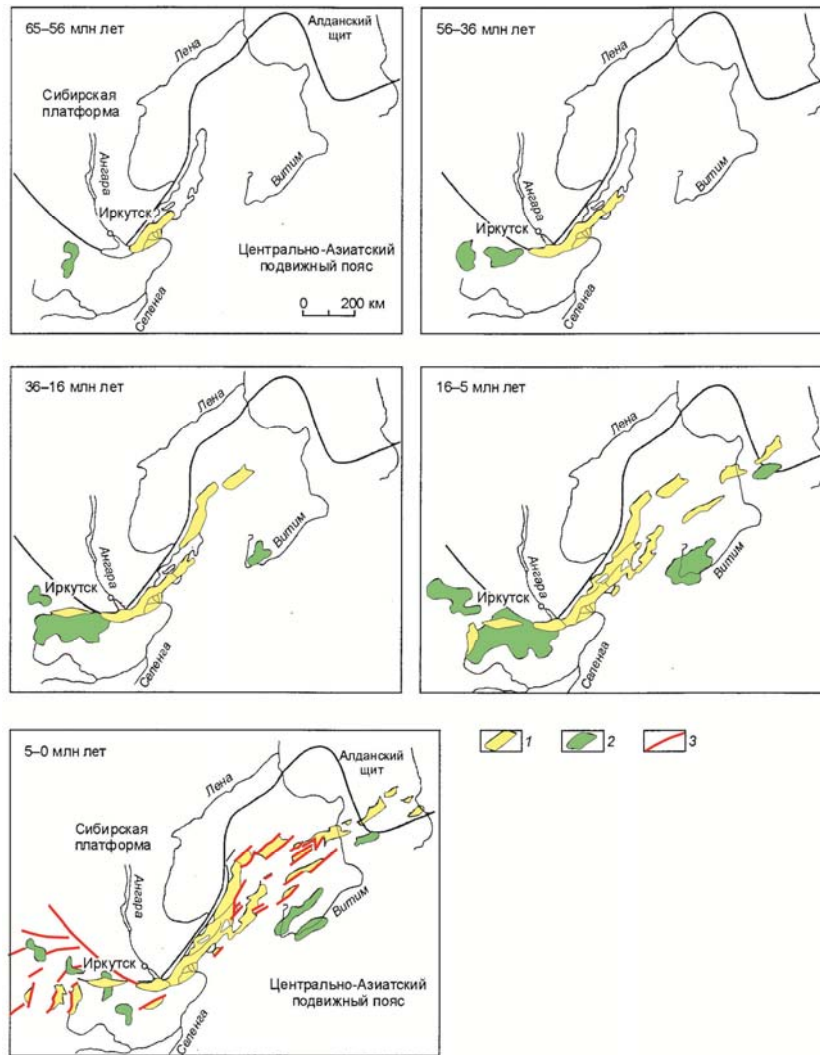 65–56 млн лет
Алданский
щит
Лена
Сибирская
платформа
Ангара
Витим
Иркутск
Центрально-Азиатский
подвижный пояс
Селенга
0 200 км
56–36 млн лет
Лена
Ангара
Витим
Иркутск
Селенга
36–16 млн лет
Лена
Ангара
Витим
Иркутск
Селенга
16–5 млн лет
Лена
Ангара
Витим
Иркутск
Селенга
5–0 млн лет
Алданский
щит
Лена
Сибирская
платформа
Ангара
Витим
Иркутск
Центрально-Азиатский
подвижный пояс
Селенга
1
2
3